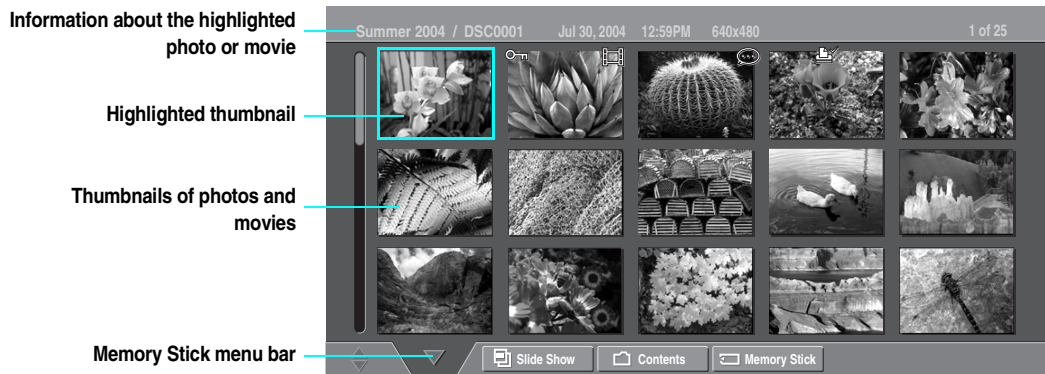 Information about the highlighted
photo or movie
Summer 2004 / DSC0001 Jul 30, 2004 12:59PM 640x480 1 of 25
Highlighted thumbnail
Thumbnails of photos and
movies
Memory Stick menu bar
Slide Show Contents Memory Stick